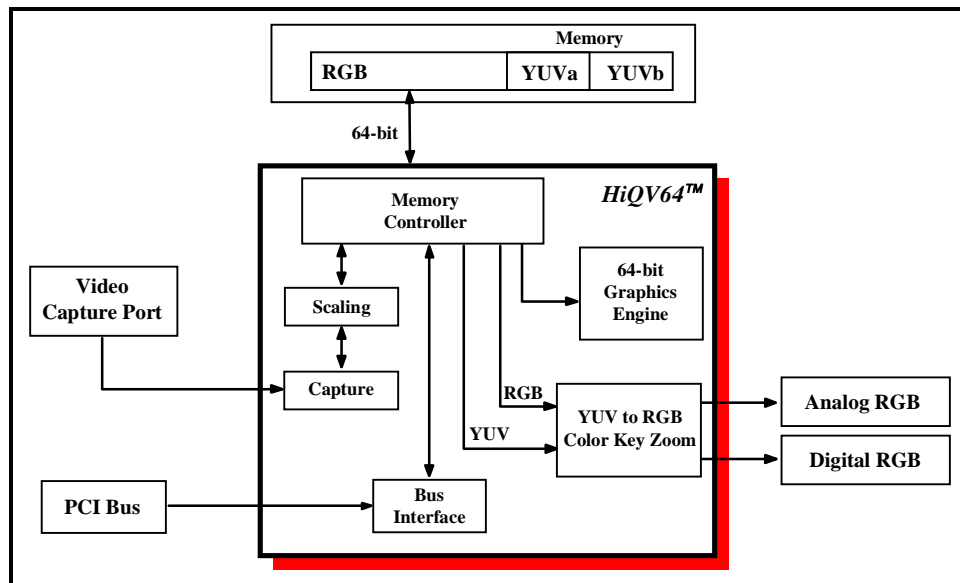 Memory
RGB
YUVa
YUVb
64-bit
HiQV64™
Memory
Controller
64-bit
Graphics
Engine
Video
Capture Port
Scaling
Capture
RGB
YUV
YUV to RGB
Color Key Zoom
Analog RGB
Digital RGB
PCI Bus
Bus
Interface